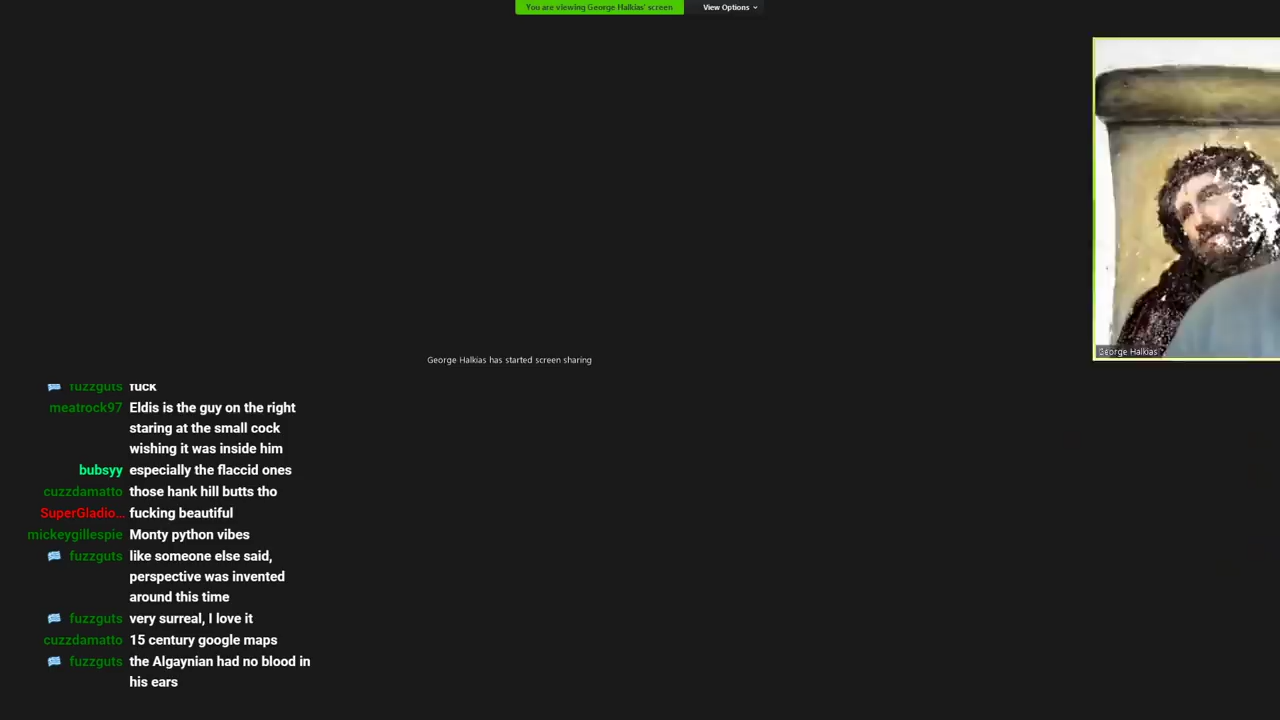 You are viewing George Halkias' screen
View Options
George Halkias
George Halkias has started screen sharing
fuzzguts fuck
meatrock97 Eldis is the guy on the right
staring at the small cock
wishing it was inside him
bubsyy especially the flaccid ones
cuzzdamatto those hank hill butts tho
SuperGladio... fucking beautiful
mickeygillespie Monty python vibes
fuzzguts like someone else said,
perspective was invented
around this time
fuzzguts very surreal, I love it
cuzzdamatto 15 century google maps
fuzzguts the Algaynian had no blood in
his ears